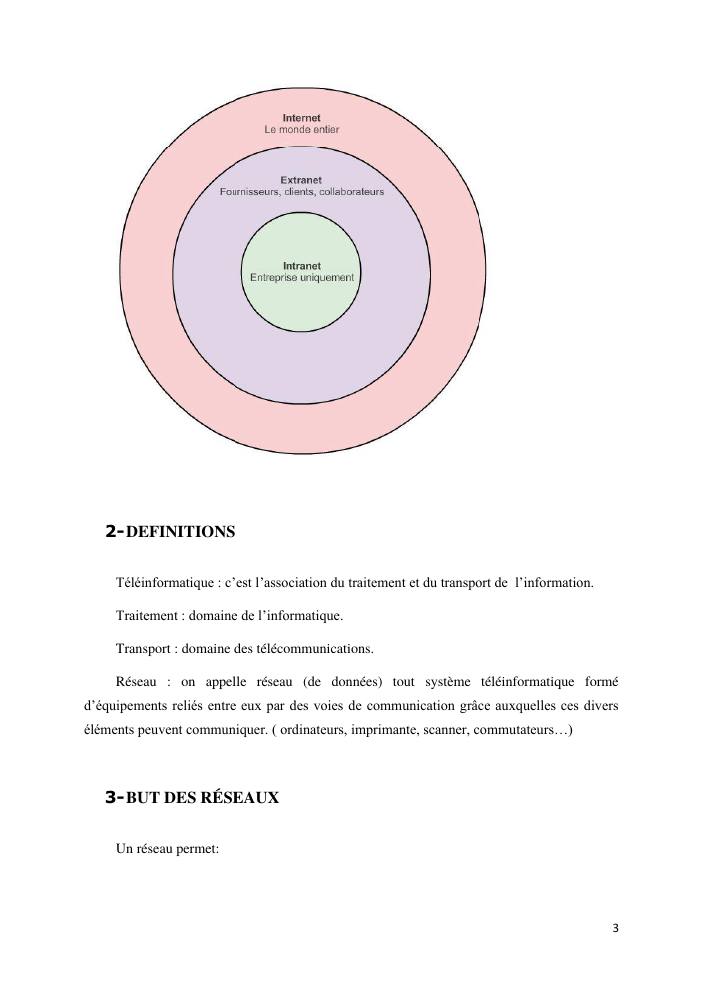 Internet
Le monde entier
Extranet
Fournisseurs, clients, collaborateurs
Intranet
Entreprise uniquement
2-DEFINITIONS
Téléinformatique : c’est l’association du traitement et du transport de l’information.
Traitement : domaine de l’informatique.
Transport : domaine des télécommunications.
Réseau : on appelle réseau (de données) tout système téléinformatique formé
d’équipements reliés entre eux par des voies de communication grâce auxquelles ces divers
éléments peuvent communiquer. ( ordinateurs, imprimante, scanner, commutateurs…)
3-BUT DES RÉSEAUX
Un réseau permet:
3